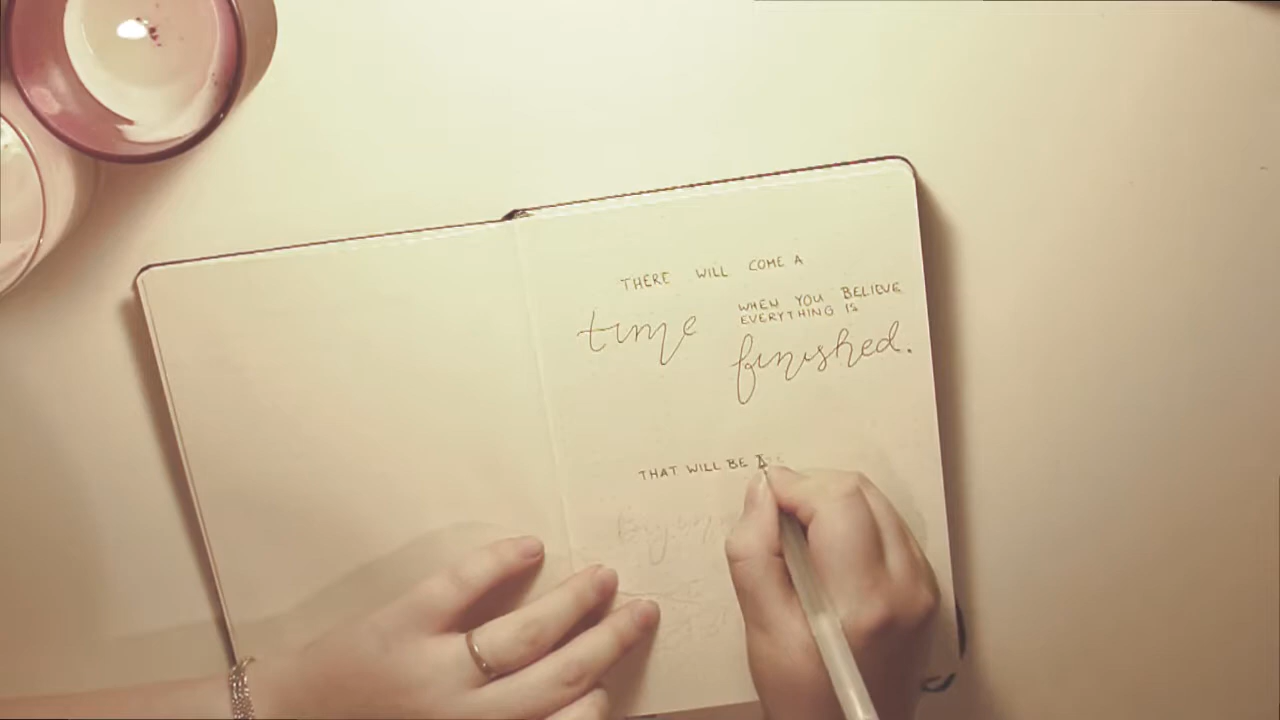 THERE WILL COME A
time
WHEN YOU BELIEVE
EVERYTHING IS
finished.
THAT WILL BE